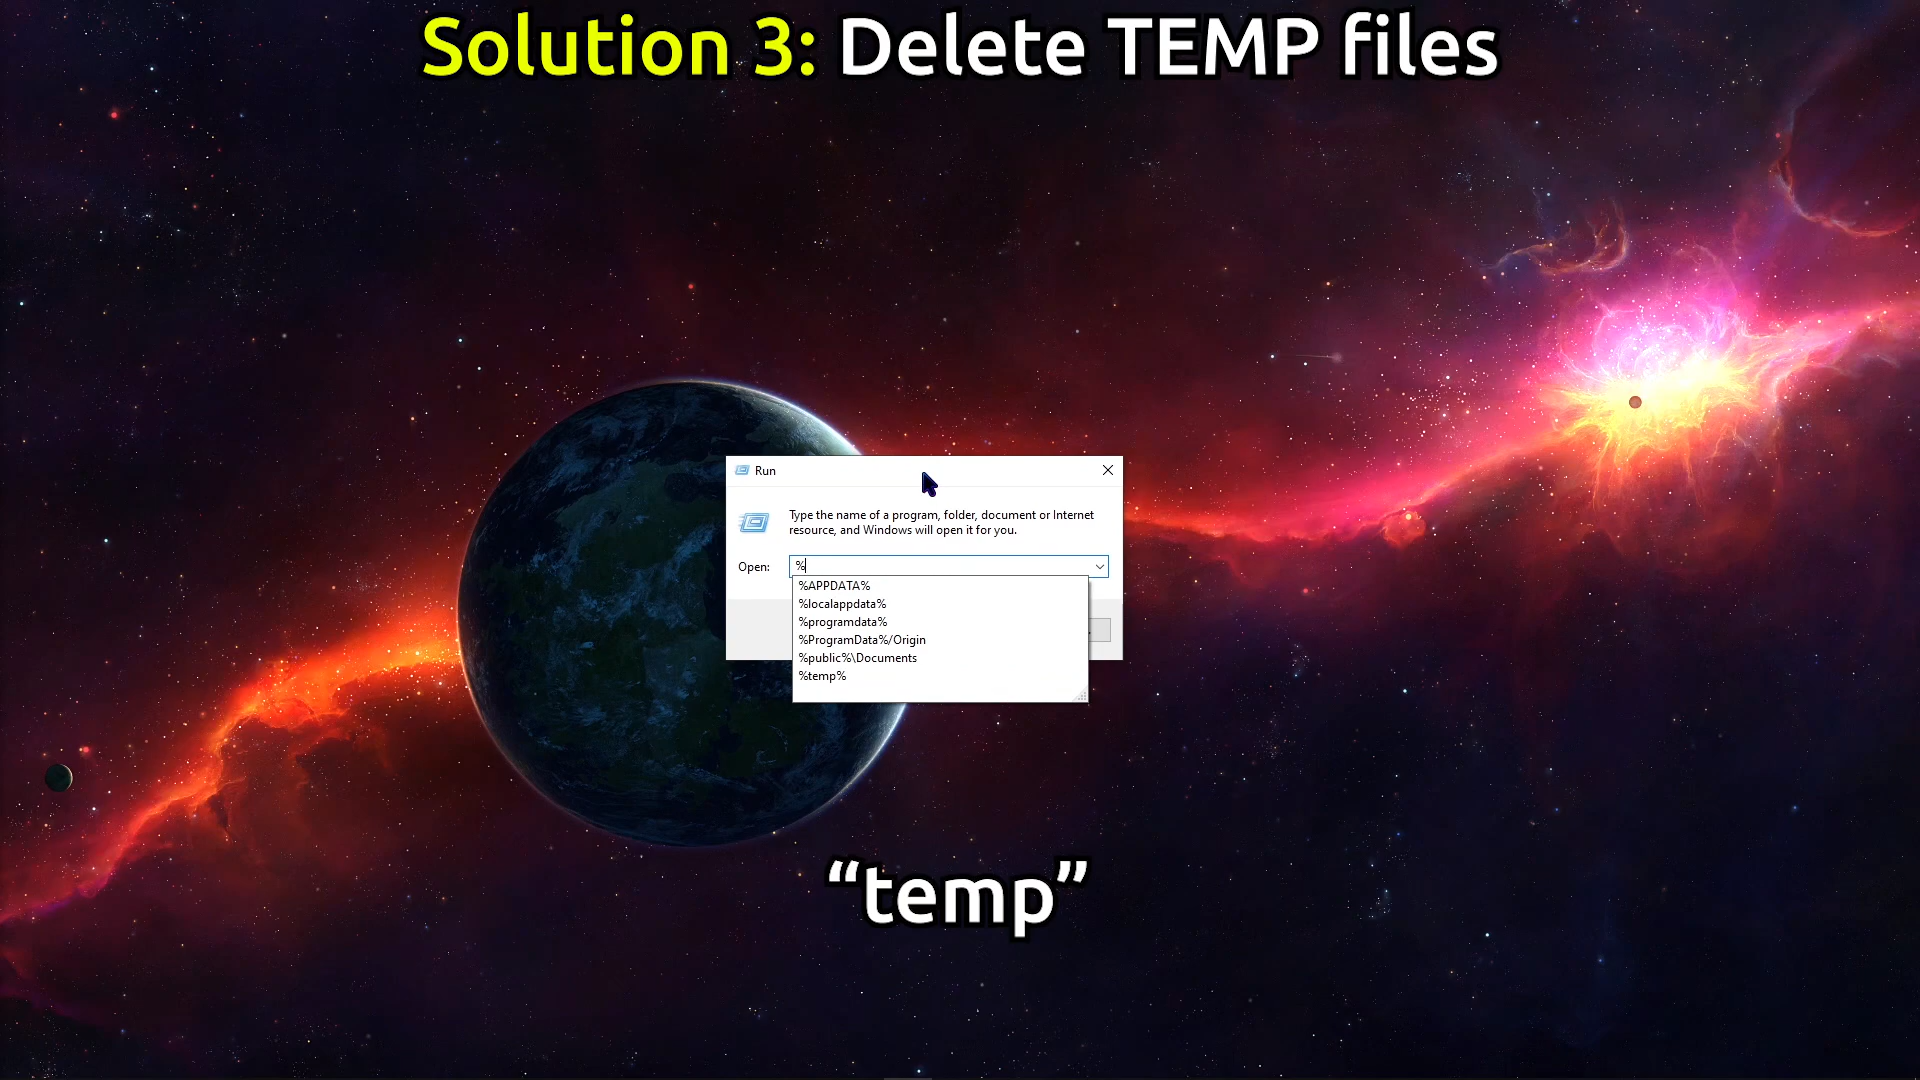 Solution 3: Delete TEMP files
Run
Type the name of a program, folder, document or Internet
resource, and Windows will open it for you.
Open: %
%APPDATA%
%localappdata%
%programdata%
%ProgramData%/Origin
%public%\Documents
%temp%
“temp”